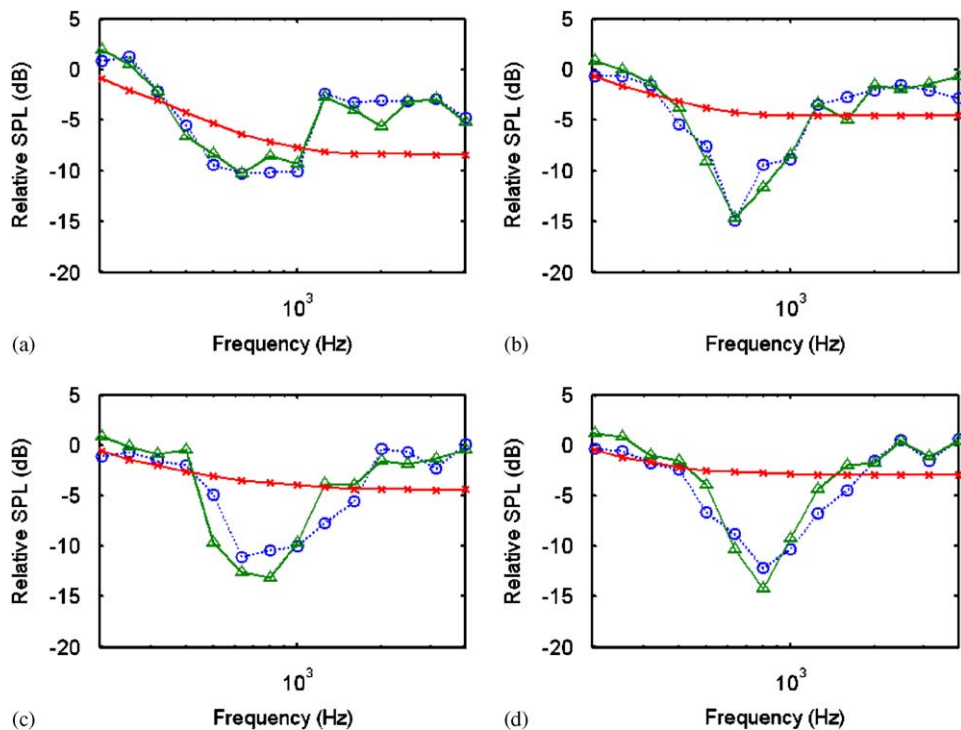 5
0
-5
-10
-15
-20
Relative SPL (dB)
10³
Frequency (Hz)
(a)
5
0
-5
-10
-15
-20
Relative SPL (dB)
10³
Frequency (Hz)
(b)
5
0
-5
-10
-15
-20
Relative SPL (dB)
10³
Frequency (Hz)
(c)
5
0
-5
-10
-15
-20
Relative SPL (dB)
10³
Frequency (Hz)
(d)